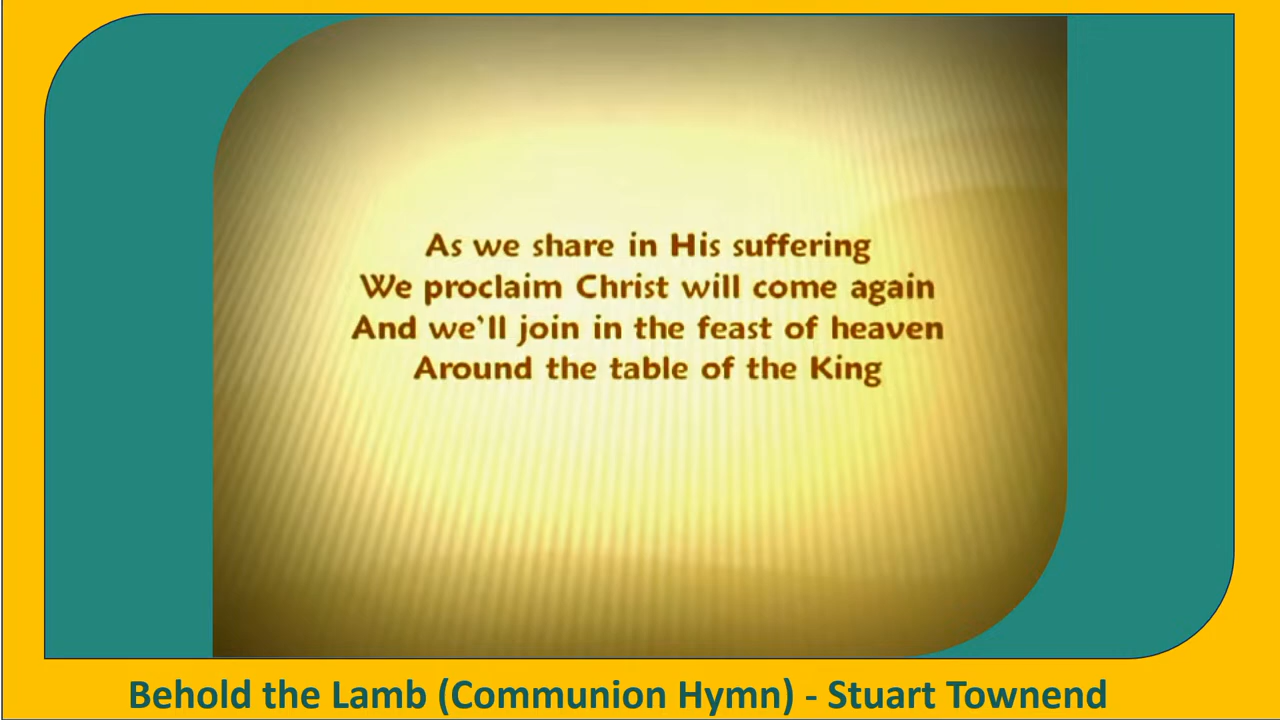 As we share in His suffering
We proclaim Christ will come again
And we`ll join in the feast of heaven
Around the table of the King
Behold the Lamb (Communion Hymn) - Stuart Townend